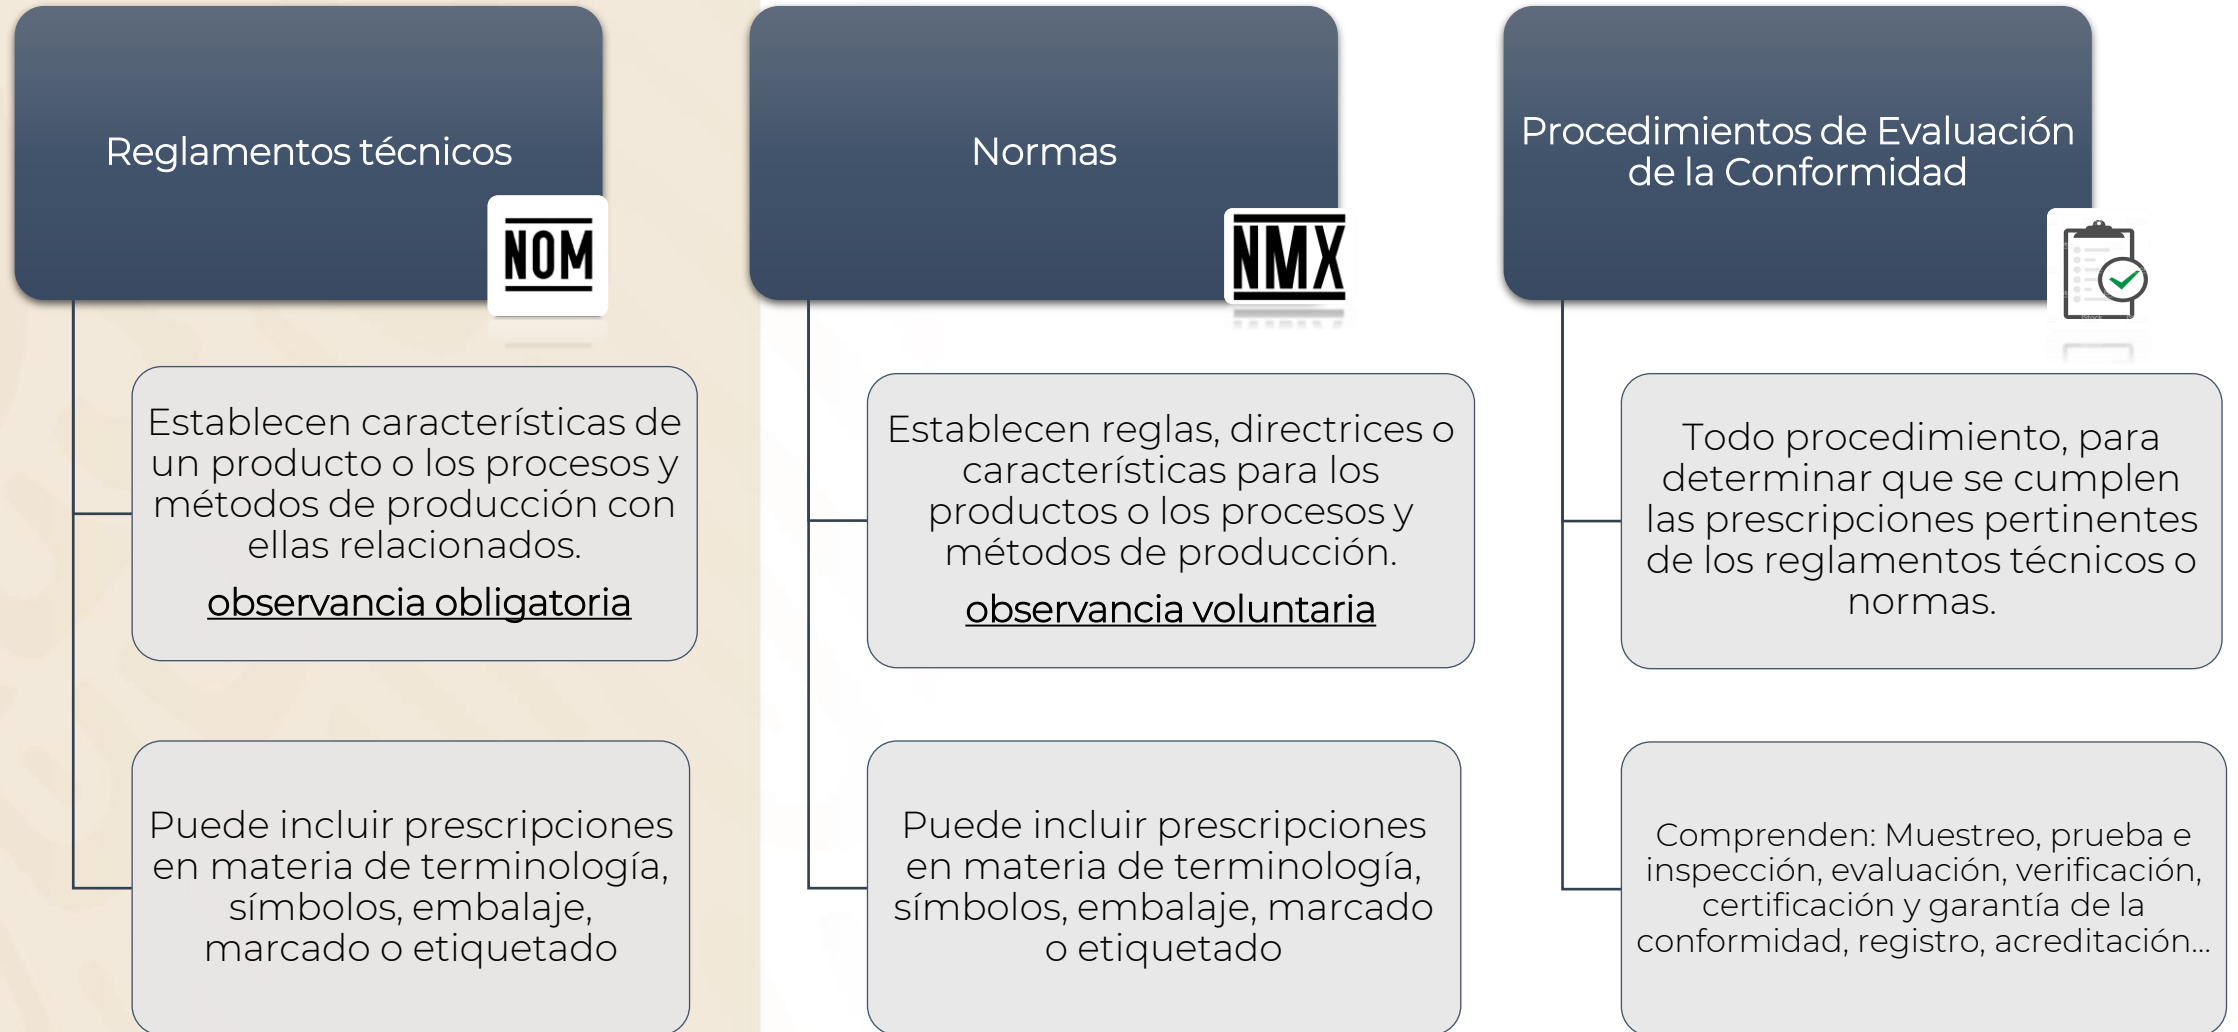 Reglamentos técnicos
NOM
Establecen características de
un producto o los procesos y
métodos de producción con
ellas relacionados.
observancia obligatoria
Puede incluir prescripciones
en materia de terminología,
símbolos, embalaje,
marcado o etiquetado
Normas
NMX
Establecen reglas, directrices o
características para los
productos o los procesos y
métodos de producción.
observancia voluntaria
Puede incluir prescripciones
en materia de terminología,
símbolos, embalaje, marcado
o etiquetado
Procedimientos de Evaluación
de la Conformidad
Todo procedimiento, para
determinar que se cumplen
las prescripciones pertinentes
de los reglamentos técnicos o
normas.
Comprenden: Muestreo, prueba e
inspección, evaluación, verificación,
certificación y garantía de la
conformidad, registro, acreditación...